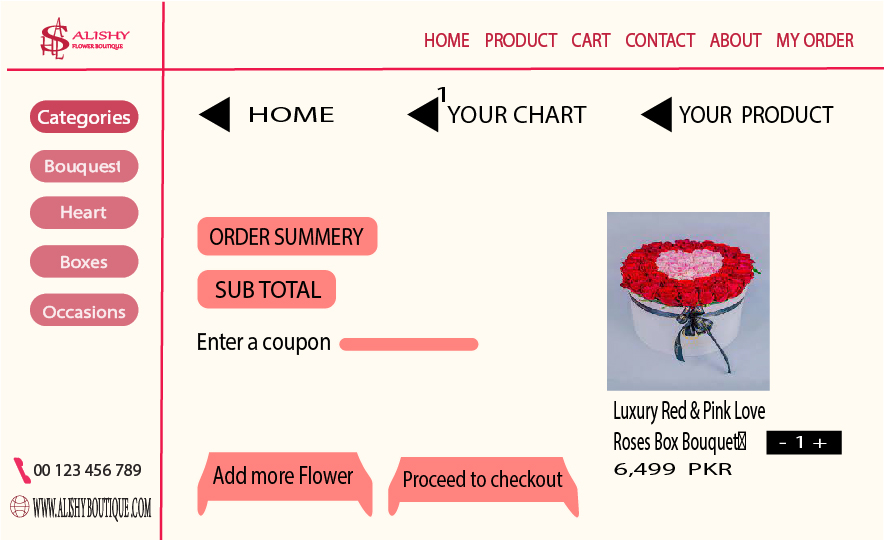 ALISHY
FLOWER BOUTIQUE
HOME PRODUCT CART CONTACT ABOUT MY ORDER
Categories
Bouquest
Heart
Boxes
Occasions
00 123 456 789
WWW.ALISHYBOUTIQUE.COM
HOME
1
YOUR CHART
YOUR PRODUCT
ORDER SUMMERY
SUB TOTAL
Enter a coupon
Add more Flower
Proceed to checkout
Luxury Red & Pink Love
Roses Box Bouquet
- 1 +
6,499 PKR